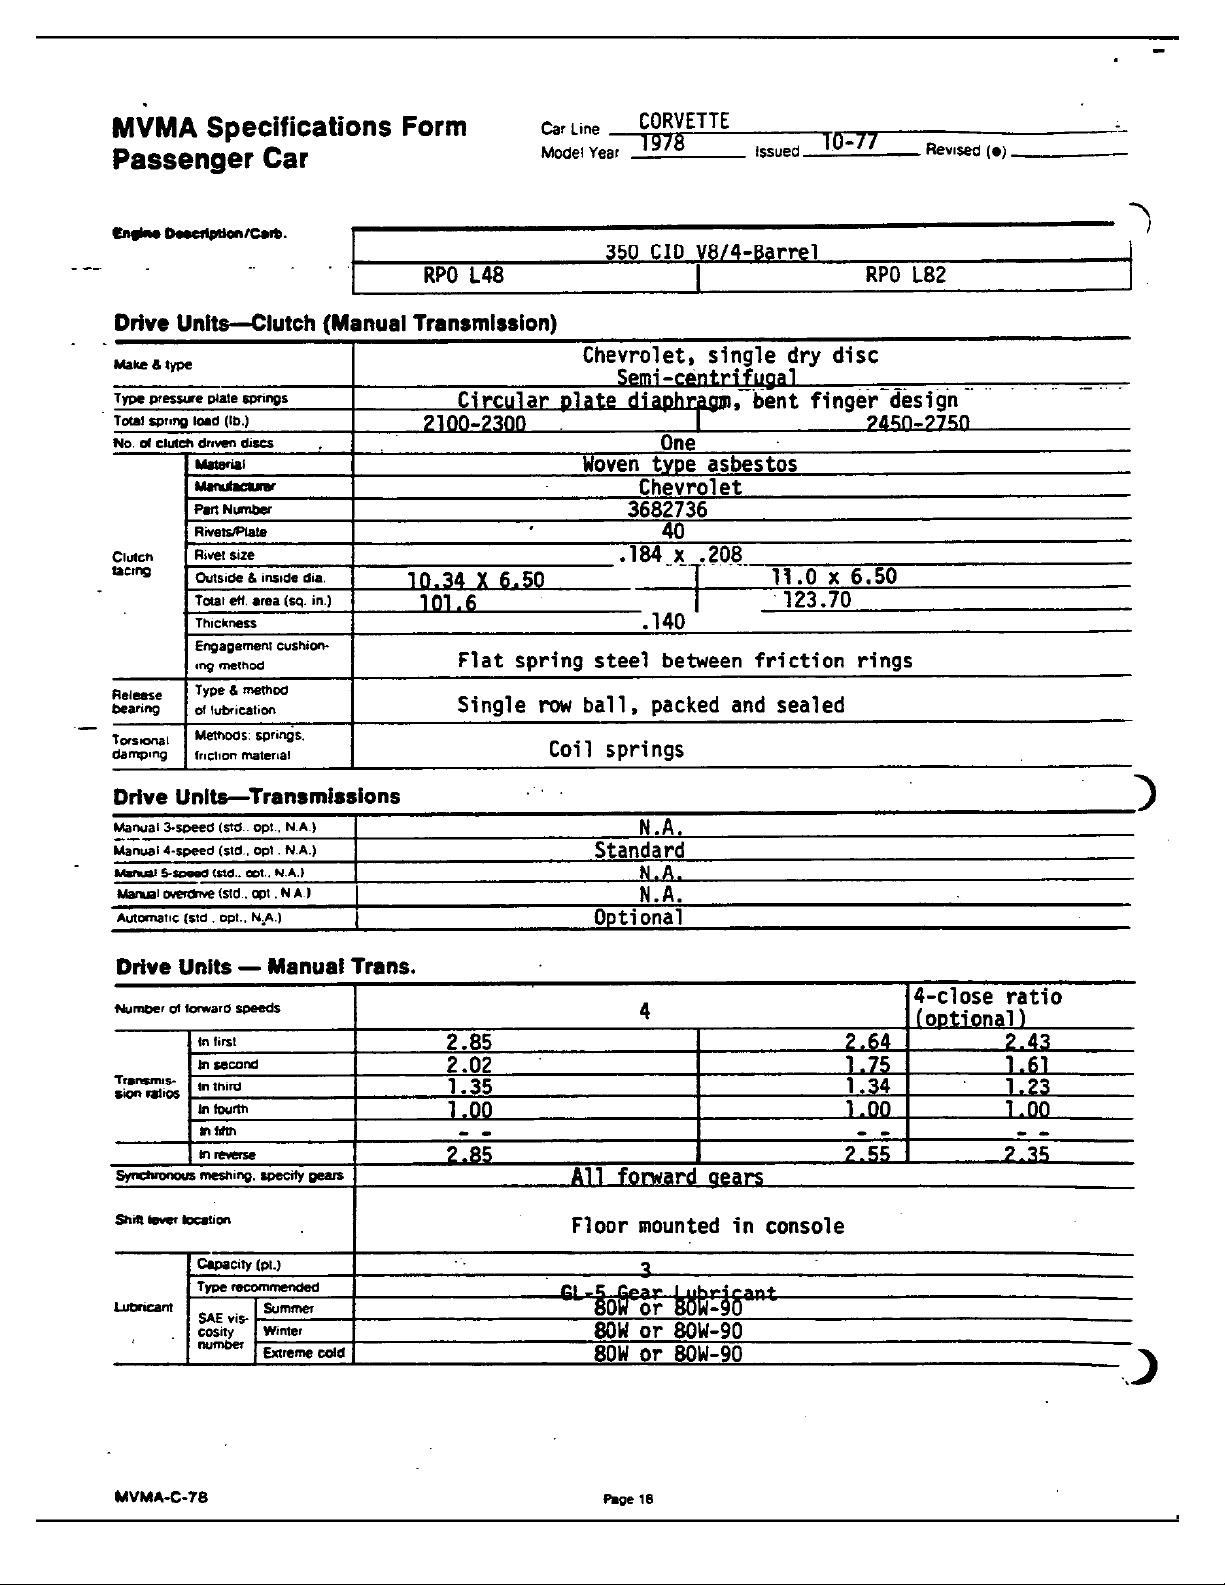 MVMA Specifications Form
Passenger Car
Car Line CORVETTE
Model Year 1978 Issued 10-77 Revised (●)
Engine Description/Carb.
350 CID V8/4-Barrel
RPO L48 RPO L82
Drive Units—Clutch (Manual Transmission)
Make & type Chevrolet, single dry disc
Semi-centrifugal
Type pressure plate springs Circular plate diaphragm, bent finger design
Total spring load (lb.) 2100-2300 2450-2750
No. of clutch driven discs One
Clutch facing
Material Woven type asbestos
Manufacturer Chevrolet
Part Number 3682736
Rivets/Plate 40
Rivet size .184 x .208
Outside & inside dia. 10.34 X 6.50 11.0 x 6.50
Total eff. area (sq. in.) 101.6 123.70
Thickness .140
Engagement cushion-
ing method Flat spring steel between friction rings
Release bearing
Type & method
of lubrication Single row ball, packed and sealed
Torsional damping
Methods: springs,
friction material Coil springs
Drive Units—Transmissions
Manual 3-speed (std., opt., N.A.) N.A.
Manual 4-speed (std., opt., N.A.) Standard
Manual 5-speed (std., opt., N.A.) N.A.
Manual overdrive (std., opt., N.A.) N.A.
Automatic (std., opt., N.A.) Optional
Drive Units — Manual Trans.
Number of forward speeds 4 4-close ratio
(optional)
Transmis-
sion ratios
In first 2.85 2.64 2.43
In second 2.02 1.75 1.61
In third 1.35 1.34 1.23
In fourth 1.00 1.00 1.00
In fifth - - - - - -
In reverse 2.85 2.55 2.35
Synchronous meshing, specify gears All forward gears
Shift lever location Floor mounted in console
Lubricant
Capacity (pt.) 3
Type recommended GL-5 Gear Lubricant
SAE vis-
cosity
number
Summer 80W or 80W-90
Winter 80W or 80W-90
Extreme cold 80W or 80W-90
MVMA-C-78 Page 16